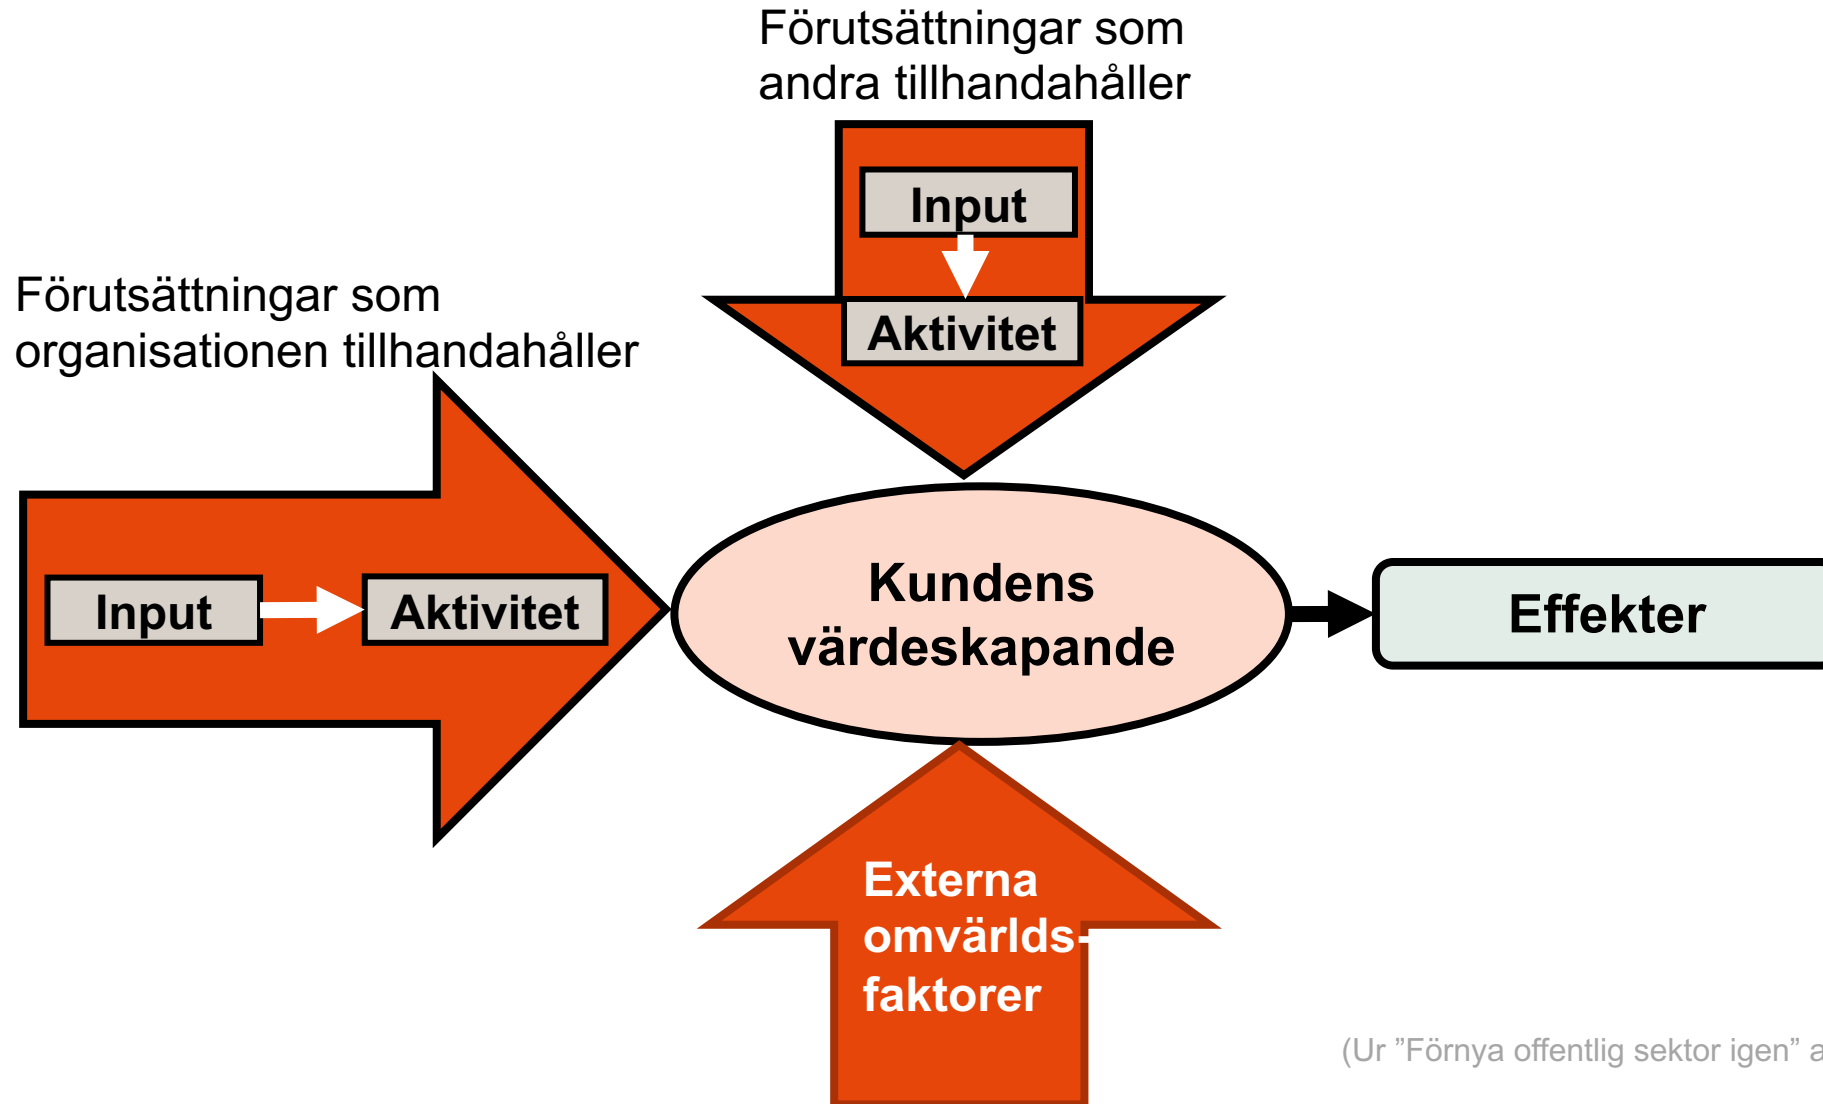 Förutsättningar som
andra tillhandahåller
Input
Aktivitet
Förutsättningar som
organisationen tillhandahåller
Input
Aktivitet
Kundens
värdeskapande
Effekter
Externa
omvärlds-
faktorer
(Ur ”Förnya offentlig sektor igen” a